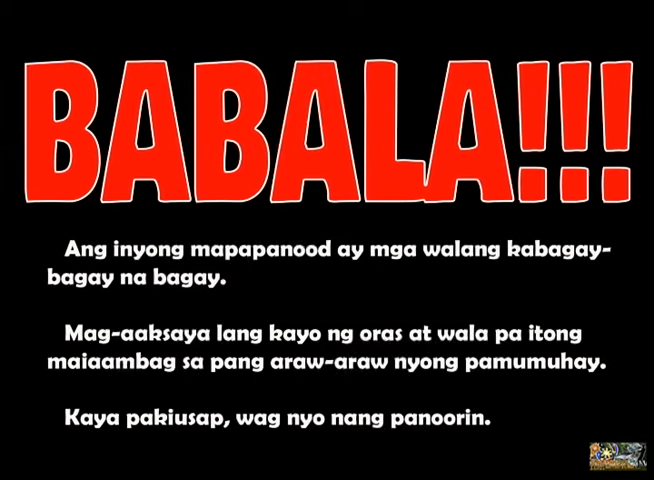 BABALA!!!
Ang inyong mapapanood ay mga walang kabagay-
bagay na bagay.
Mag-aaksaya lang kayo ng oras at wala pa itong
maiaambag sa pang araw-araw nyong pamumuhay.
Kaya pakiusap, wag nyo nang panoorin.